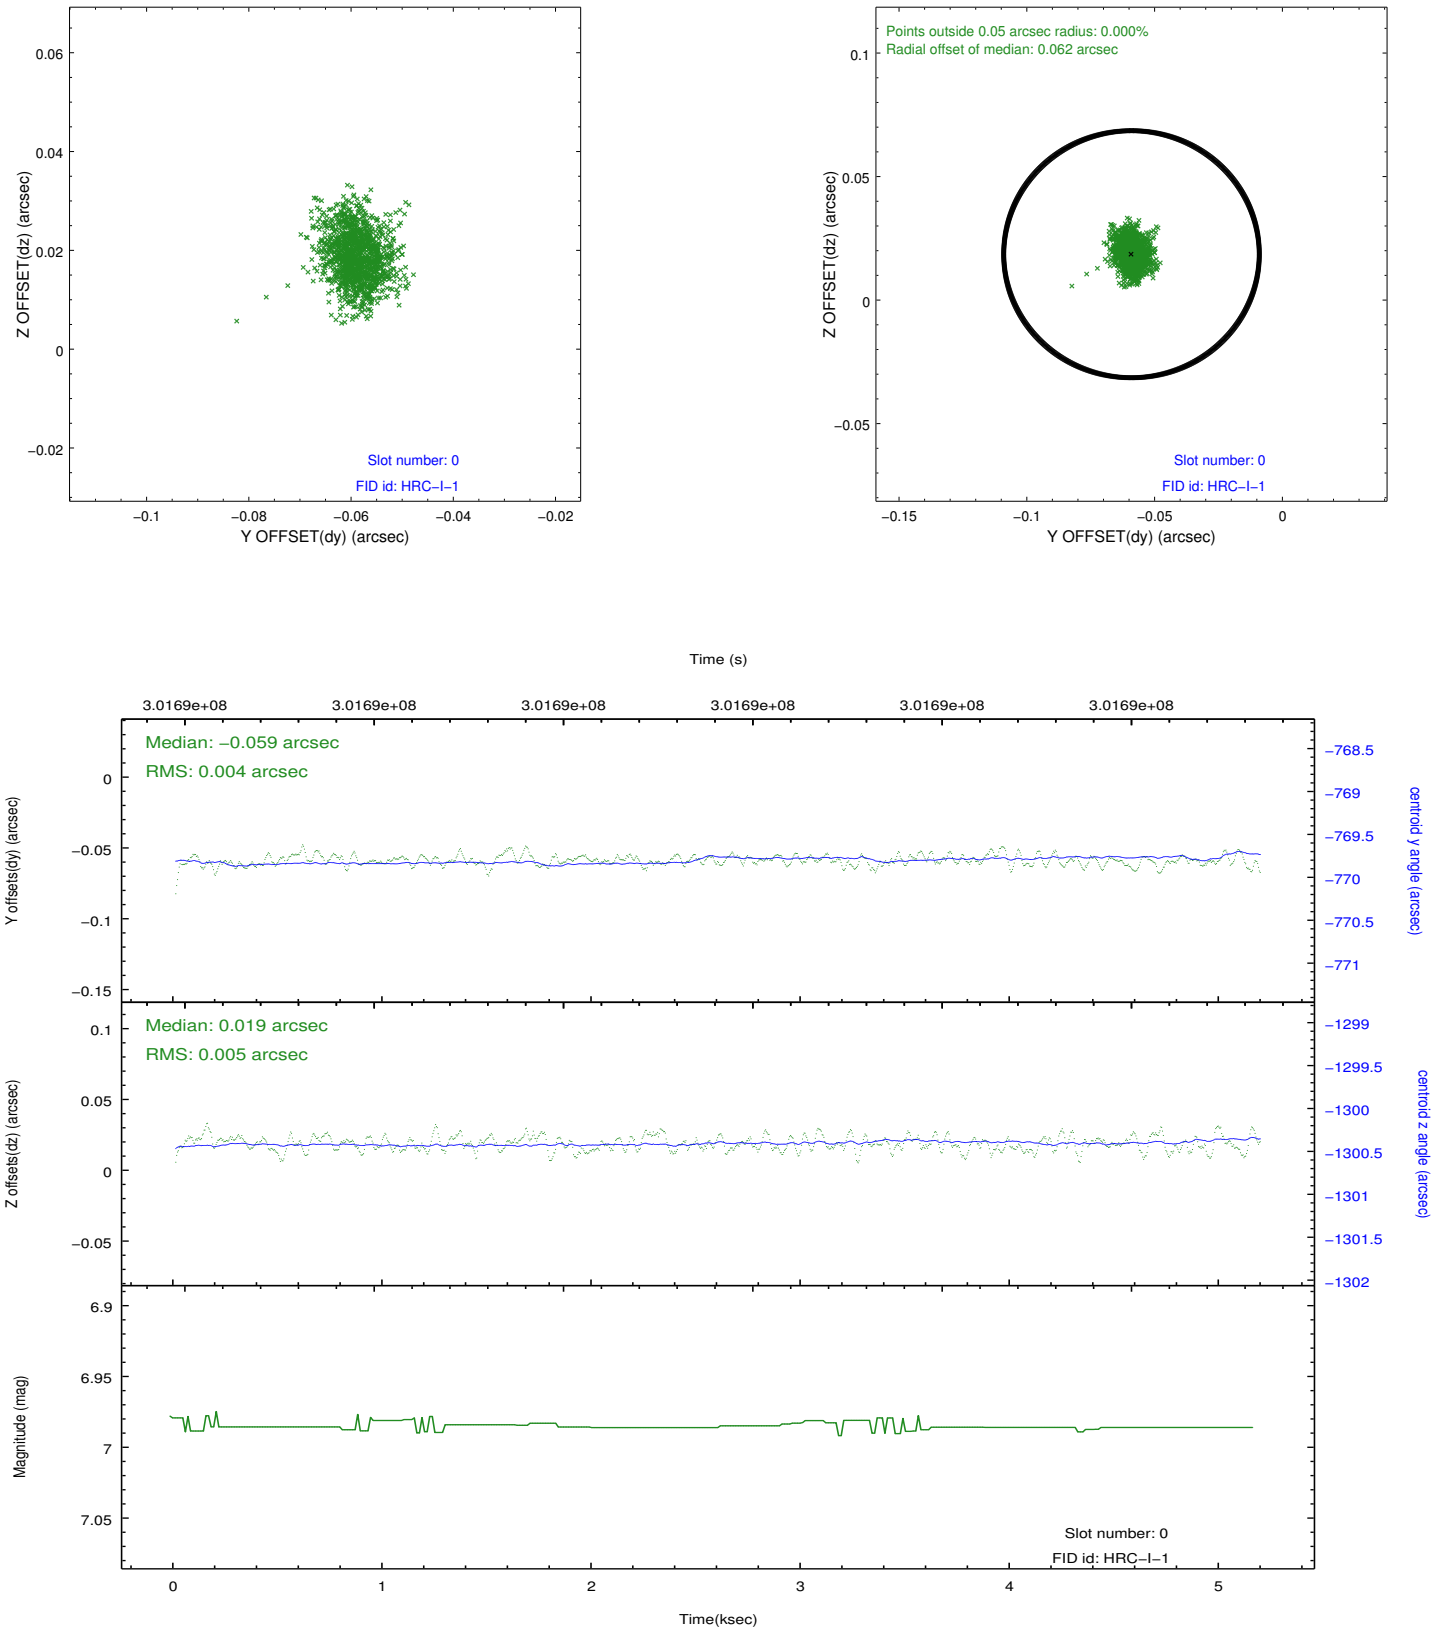 0.06
0.04
0.02
0
−0.02
Z OFFSET(dz) (arcsec)
Slot number: 0
FID id: HRC−I−1
−0.1
−0.08
−0.06
−0.04
−0.02
Y OFFSET(dy) (arcsec)
Points outside 0.05 arcsec radius: 0.000%
Radial offset of median: 0.062 arcsec
0.1
0.05
0
−0.05
Z OFFSET(dz) (arcsec)
Slot number: 0
FID id: HRC−I−1
−0.15
−0.1
−0.05
0
Y OFFSET(dy) (arcsec)
Time (s)
3.0169e+08
3.0169e+08
3.0169e+08
3.0169e+08
3.0169e+08
3.0169e+08
Median: −0.059 arcsec
RMS: 0.004 arcsec
0
−0.05
−0.1
−0.15
Y offsets(dy) (arcsec)
−768.5
−769
−769.5
−770
−770.5
−771
centroid y angle (arcsec)
Median: 0.019 arcsec
RMS: 0.005 arcsec
0.1
0.05
0
−0.05
Z offsets(dz) (arcsec)
−1299
−1299.5
−1300
−1300.5
−1301
−1301.5
−1302
centroid z angle (arcsec)
6.9
6.95
7
7.05
Magnitude (mag)
Slot number: 0
FID id: HRC−I−1
0
1
2
3
4
5
Time(ksec)